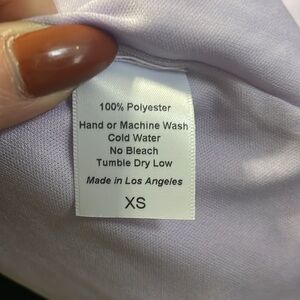 100% Polyester
Hand or Machine Wash
Cold Water
No Bleach
Tumble Dry Low
Made in Los Angeles
XS